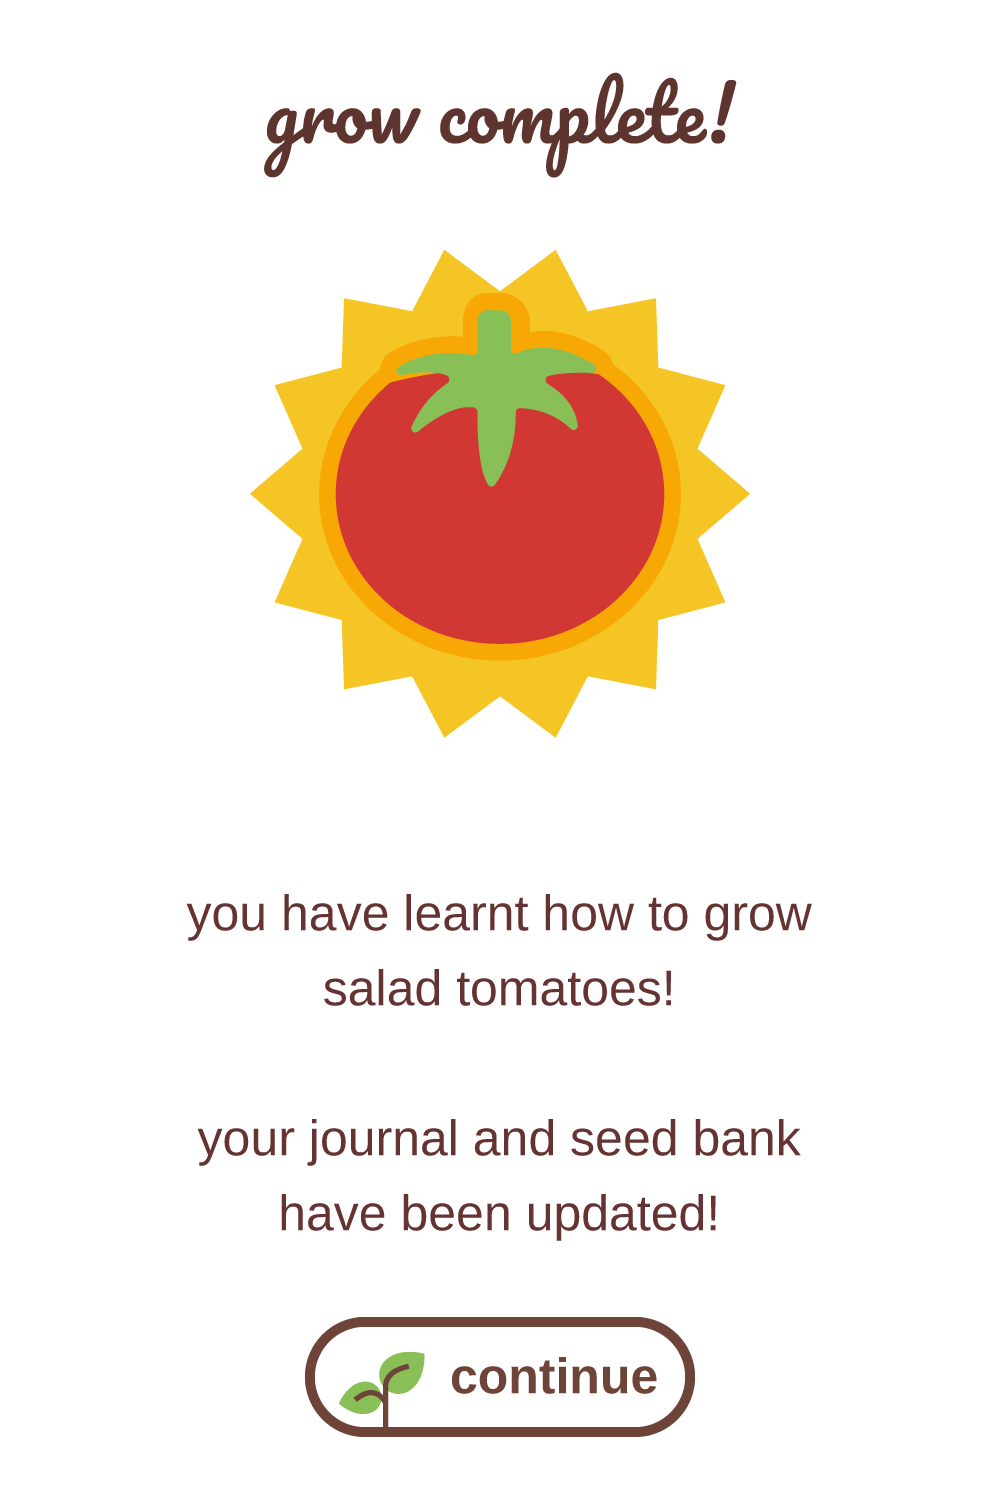 grow complete!
you have learnt how to grow
salad tomatoes!
your journal and seed bank
have been updated!
continue